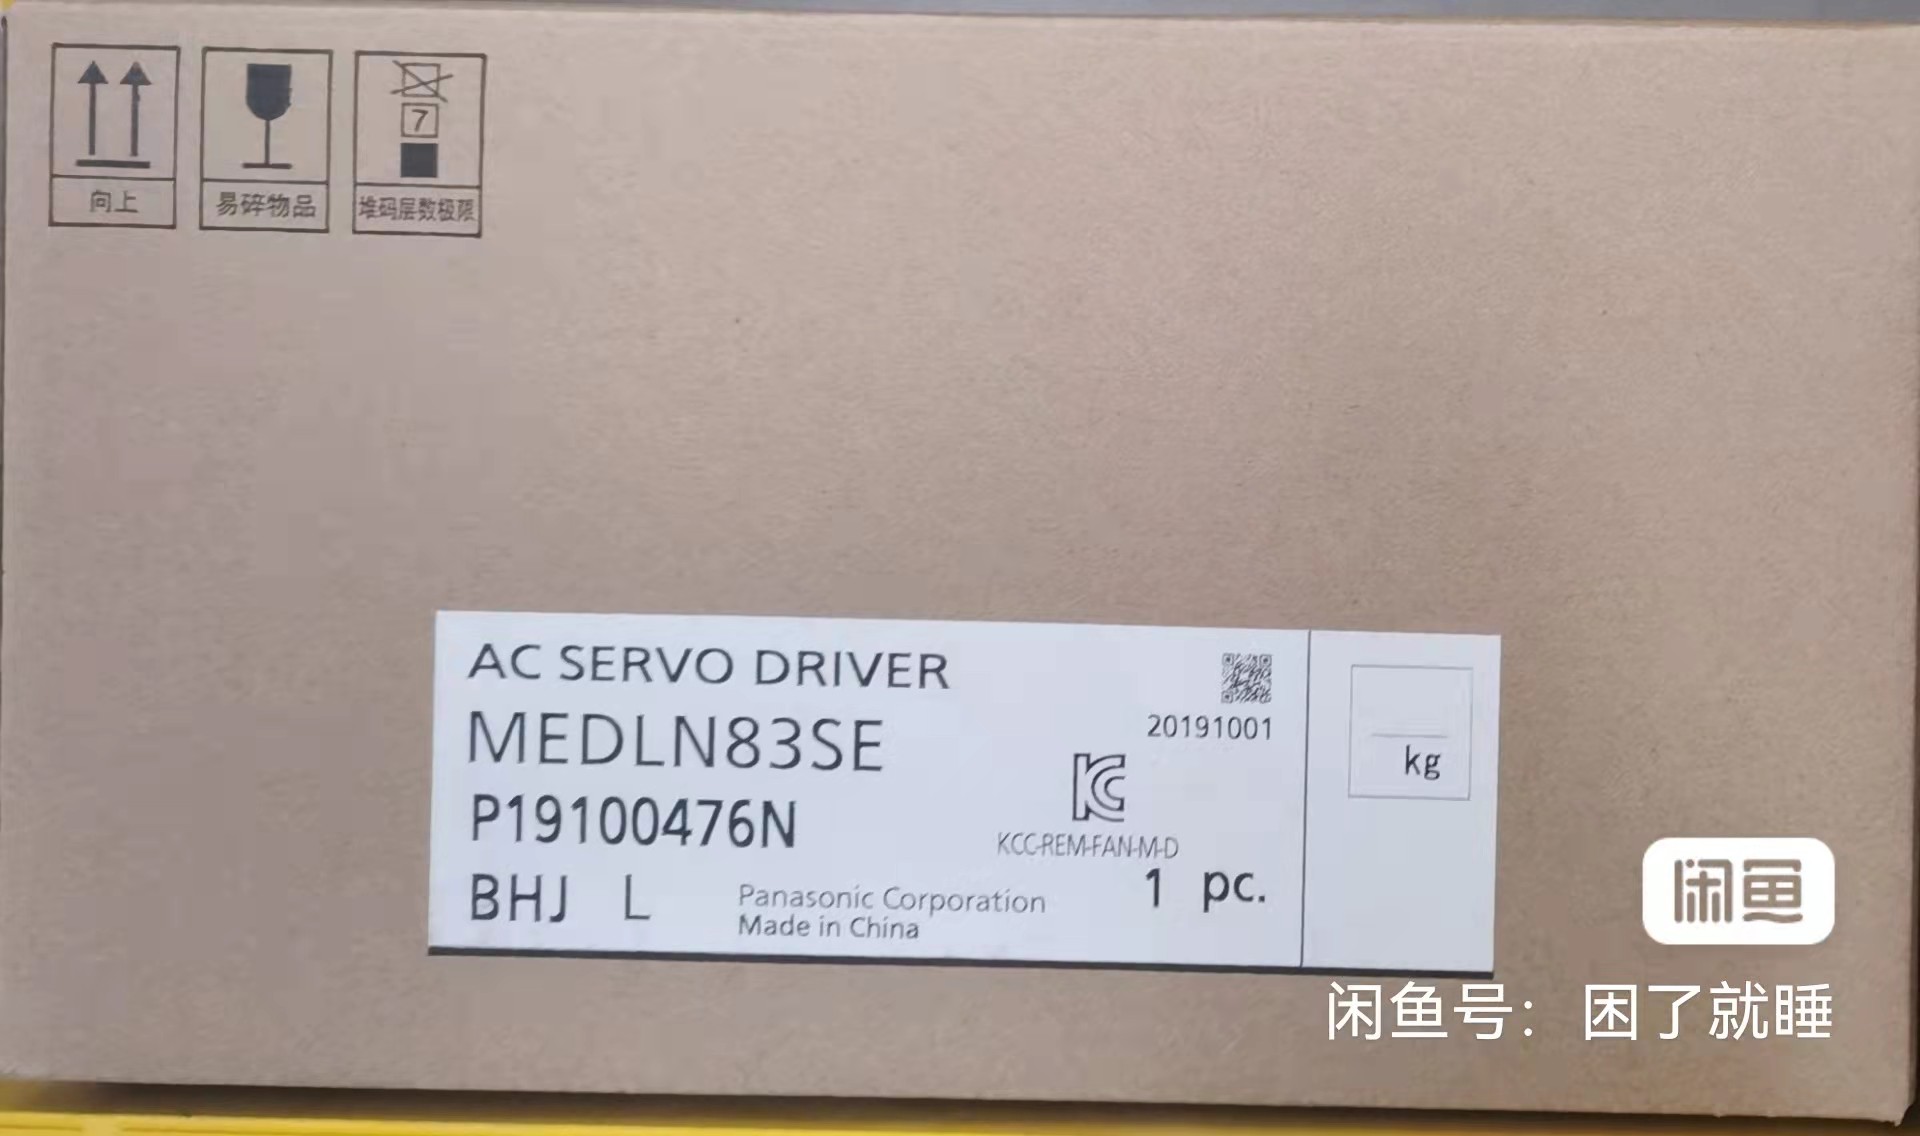 7
向上
易碎物品
堆码层数极限
AC SERVO DRIVER
MEDLN83SE
20191001
P19100476N
KC
KCC-REM-FAN-M-D
BHJ L
1 pc.
Panasonic Corporation
Made in China
kg
闲鱼
闲鱼号：困了就睡